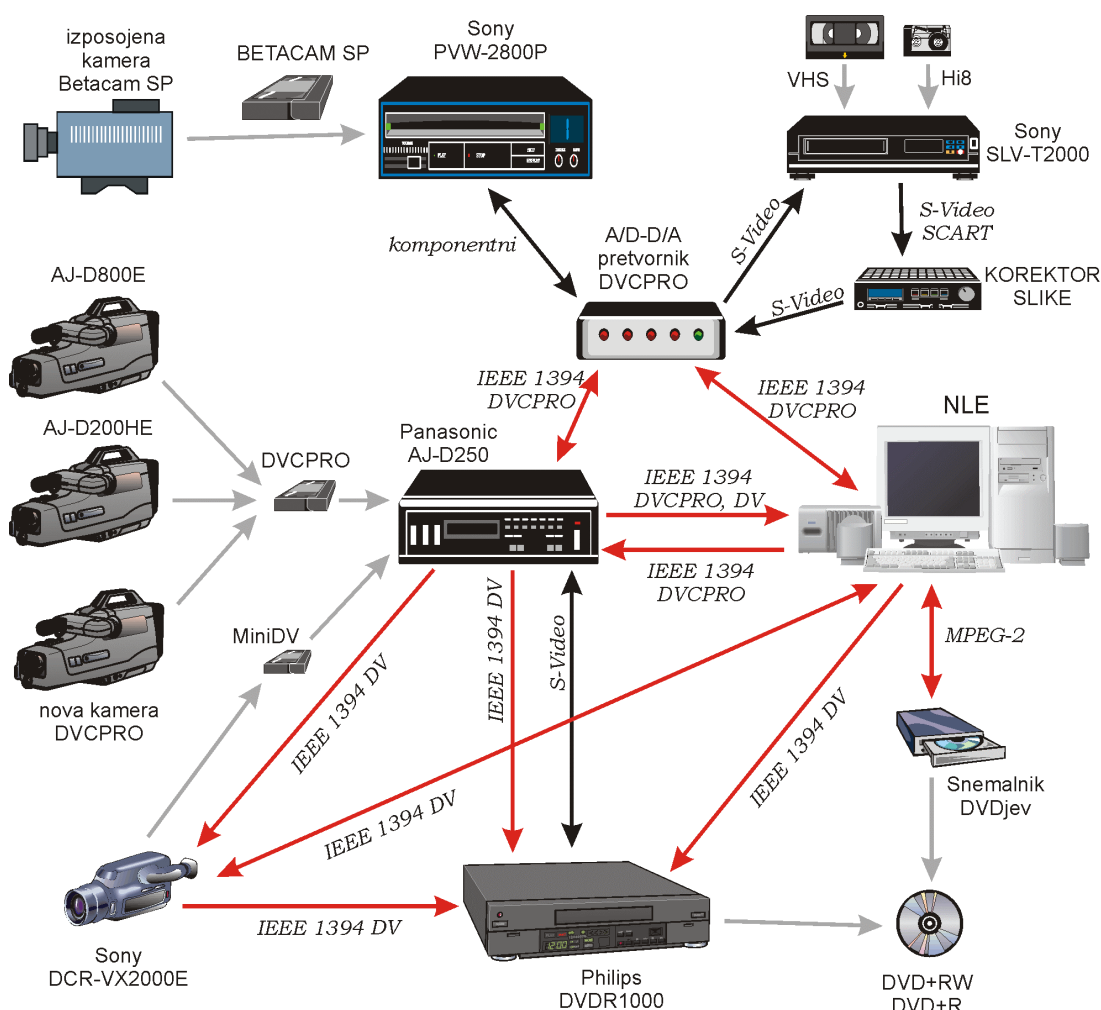 izposojena
kamera
Betacam SP
BETACAM SP
Sony
PVW-2800P
VHS
Hi8
Sony
SLV-T2000
komponentni
A/D-D/A
pretvornik
DVCPRO
S-Video
S-Video
SCART
KOREKTOR
SLIKE
S-Video
AJ-D800E
IEEE 1394
DVCPRO
IEEE 1394
DVCPRO
NLE
AJ-D200HE
DVCPRO
Panasonic
AJ-D250
IEEE 1394
DVCPRO, DV
IEEE 1394
DVCPRO
nova kamera
DVCPRO
MiniDV
IEEE 1394 DV
IEEE 1394 DV
S-Video
IEEE 1394 DV
IEEE 1394 DV
MPEG-2
Snemalnik
DVDjev
Sony
DCR-VX2000E
IEEE 1394 DV
12:00
Philips
DVDR1000
DVD+RW
DVD+R